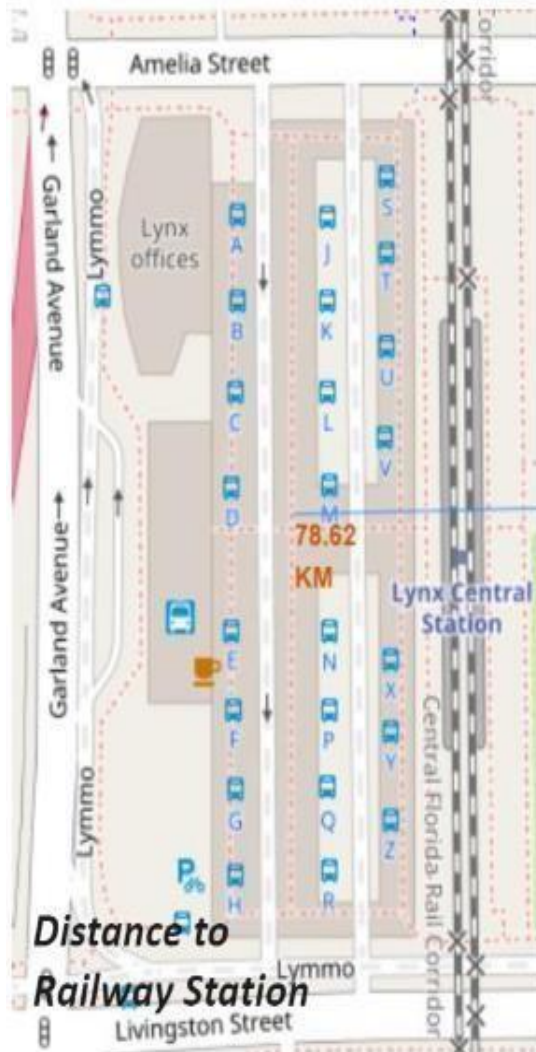 orridor
Amelia Street
Lynx
offices
Lymmo
Garland Avenue
A
B
C
D
J
K
L
M
S
T
U
V
78.62
KM
Lynx Central
Station
Garland Avenue
E
F
G
H
N
P
Q
R
X
Y
Z
Central Florida Rail Corridor
Lymmo
P
Distance to
Railway Station
Lymmo
Livingston Street